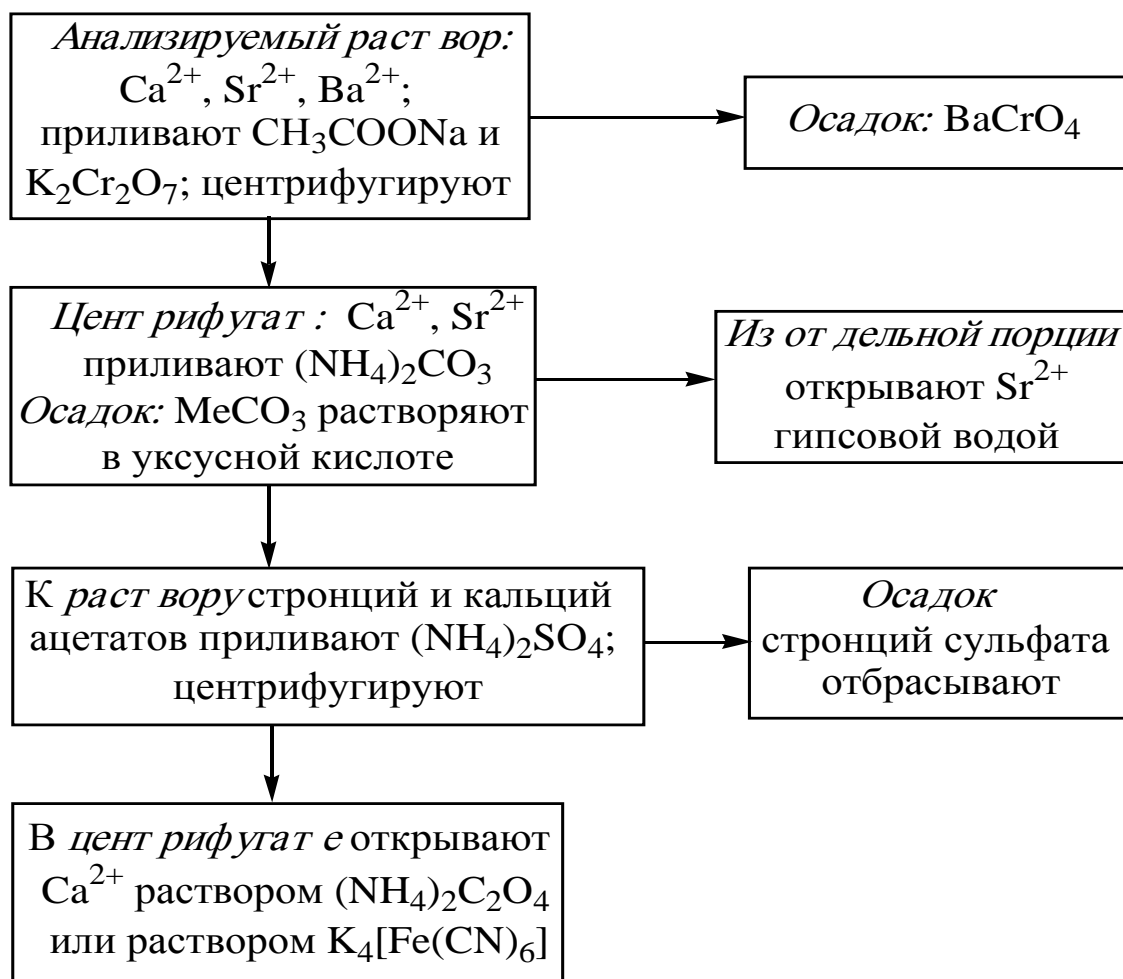 Анализируемый раст вор:
Ca²⁺, Sr²⁺, Ba²⁺;
приливают CH₃COONa и
K₂Cr₂O₇; центрифугируют
Осадок: BaCrO₄
Цент рифугат : Ca²⁺, Sr²⁺
приливают (NH₄)₂CO₃
Осадок: MeCO₃ растворяют
в уксусной кислоте
Из от дельной порции
открывают Sr²⁺
гипсовой водой
К раст вору стронций и кальций
ацетатов приливают (NH₄)₂SO₄;
центрифугируют
Осадок
стронций сульфата
отбрасывают
В цент рифугат е открывают
Ca²⁺ раствором (NH₄)₂C₂O₄
или раствором K₄[Fe(CN)₆]